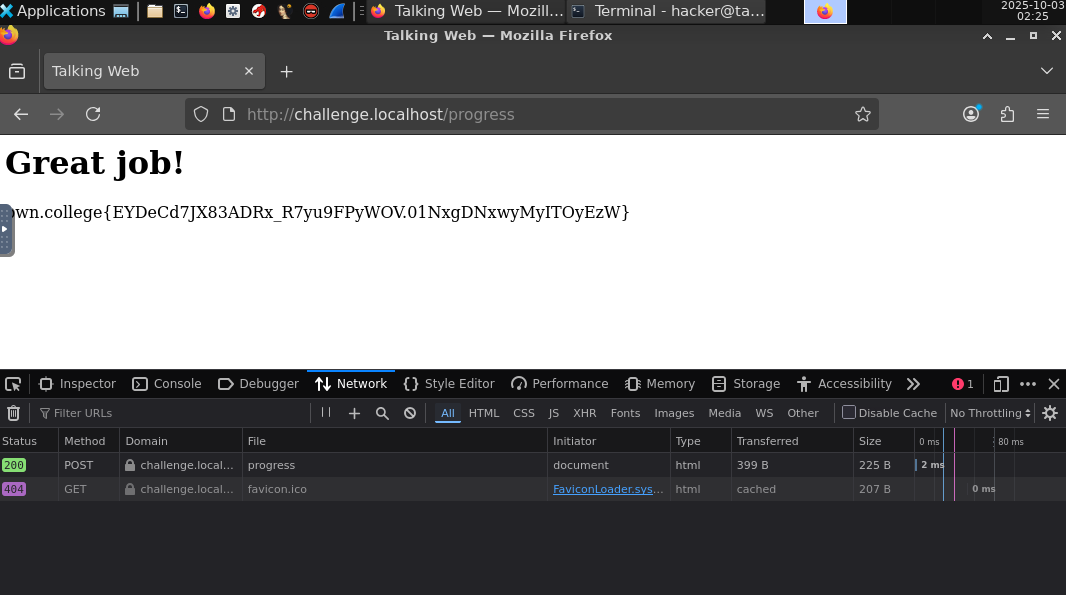 Applications
Talking Web — Mozill...
Terminal - hacker@ta...
2025-10-03
02:25
Talking Web — Mozilla Firefox
Talking Web
http://challenge.localhost/progress
Great job!
pwn.college{EYDeCd7JX83ADRx_R7yu9FPyWOV.01NxgDNxwyMyITOyEzW}
Inspector Console Debugger Network Style Editor Performance Memory Storage Accessibility 1
Filter URLs All HTML CSS JS XHR Fonts Images Media WS Other Disable Cache No Throttling
Status Method Domain File Initiator Type Transferred Size 0 ms 80 ms
200 POST challenge.local... progress document html 399 B 225 B 2 ms
404 GET challenge.local... favicon.ico FaviconLoader.sys... html cached 207 B 0 ms